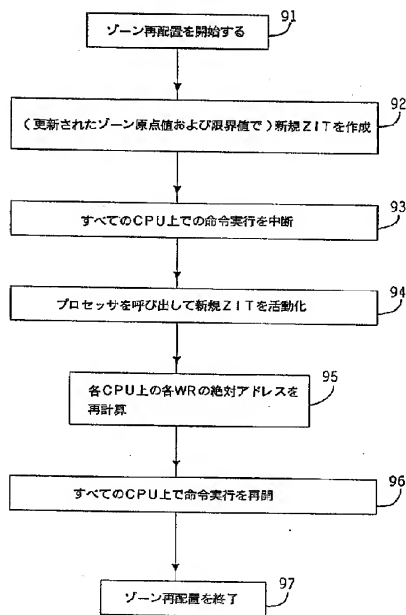 91
ゾーン再配置を開始する
92
（更新されたゾーン原点値および限界値で）新規ZITを作成
93
すべてのCPU上での命令実行を中断
94
プロセッサを呼び出して新規ZITを活動化
95
各CPU上の各WRの絶対アドレスを
再計算
96
すべてのCPU上で命令実行を再開
97
ゾーン再配置を終了